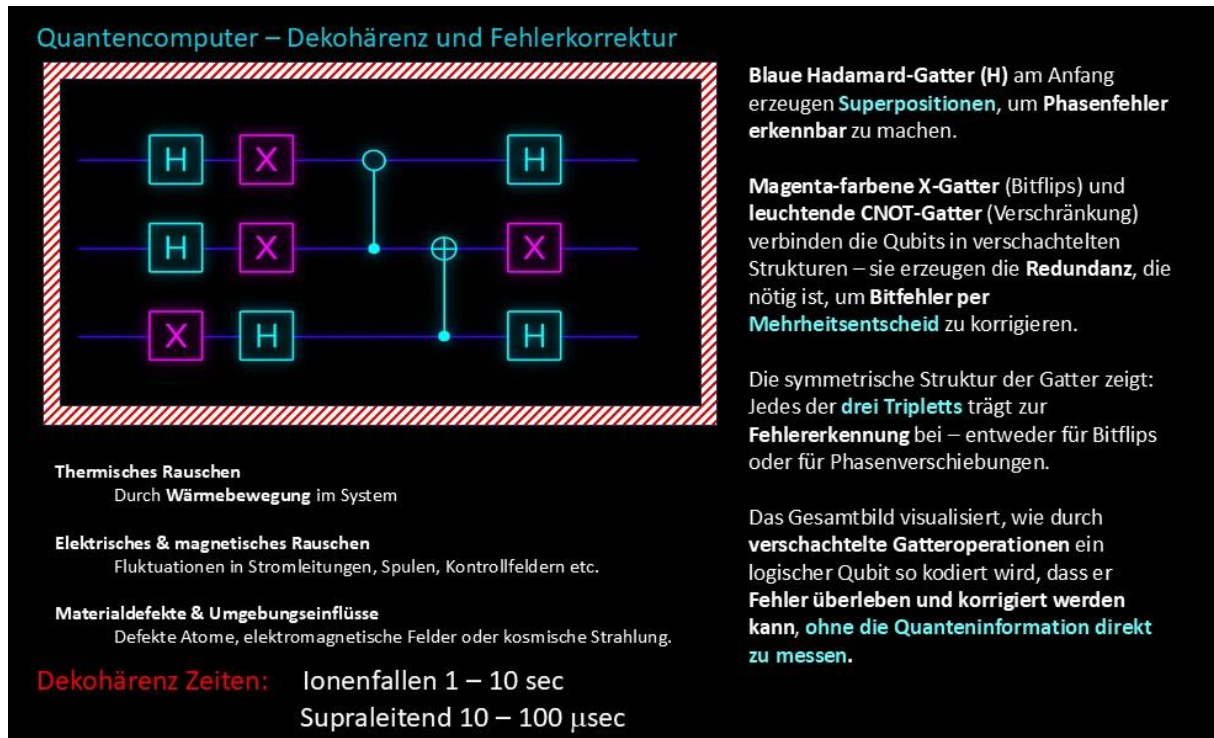 Quantencomputer – Dekohärenz und Fehlerkorrektur
H X H
H X X
X H H
Thermisches Rauschen
Durch Wärmebewegung im System
Elektrisches & magnetisches Rauschen
Fluktuationen in Stromleitungen, Spulen, Kontrollfeldern etc.
Materialdefekte & Umgebungseinflüsse
Defekte Atome, elektromagnetische Felder oder kosmische Strahlung.
Dekohärenz Zeiten: Ionenfallen 1 – 10 sec
Supraleitend 10 – 100 μsec
Blaue Hadamard-Gatter (H) am Anfang
erzeugen Superpositionen, um Phasenfehler
erkennbar zu machen.
Magenta-farbene X-Gatter (Bitflips) und
leuchtende CNOT-Gatter (Verschränkung)
verbinden die Qubits in verschachtelten
Strukturen – sie erzeugen die Redundanz, die
nötig ist, um Bitfehler per
Mehrheitsentscheid zu korrigieren.
Die symmetrische Struktur der Gatter zeigt:
Jedes der drei Tripletts trägt zur
Fehlererkennung bei – entweder für Bitflips
oder für Phasenverschiebungen.
Das Gesamtbild visualisiert, wie durch
verschachtelte Gatteroperationen ein
logischer Qubit so kodiert wird, dass er
Fehler überleben und korrigiert werden
kann, ohne die Quanteninformation direkt
zu messen.